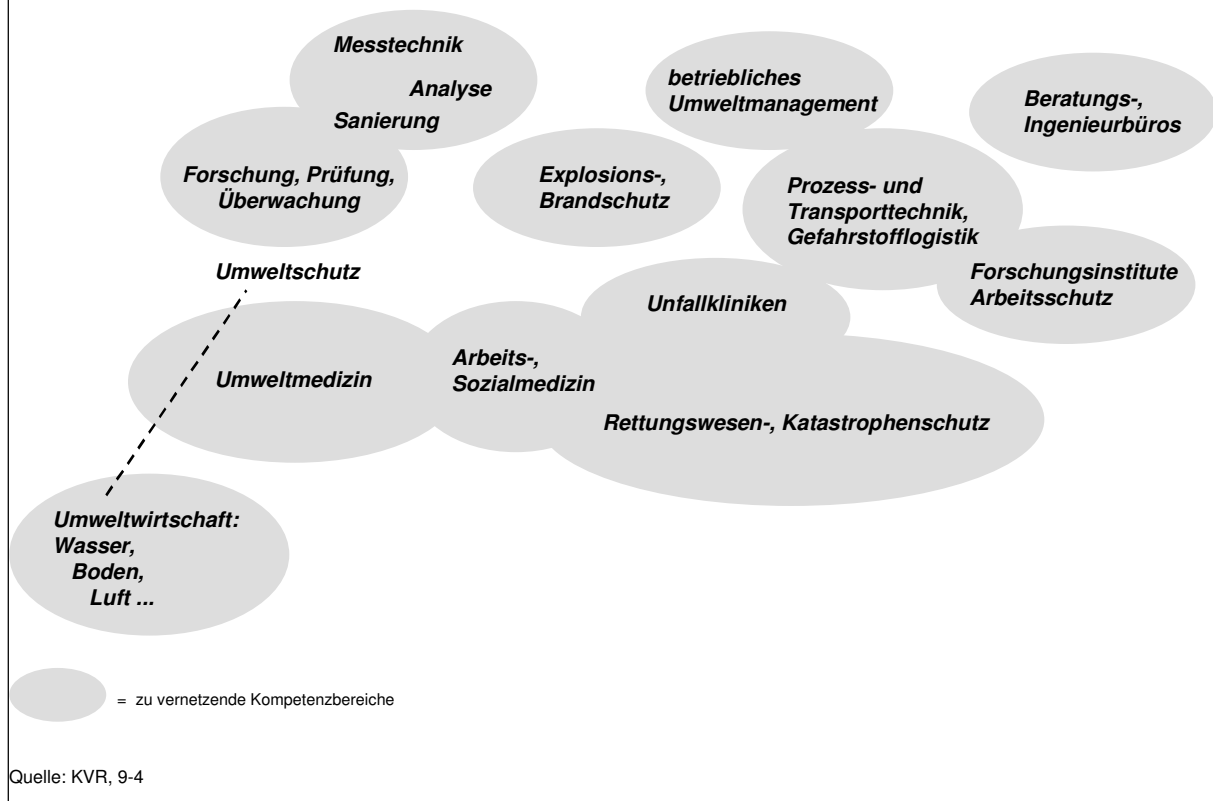 Messtechnik
Analyse
Sanierung
betriebliches
Umweltmanagement
Beratungs-,
Ingenieurbüros
Forschung, Prüfung,
Überwachung
Explosions-,
Brandschutz
Prozess- und
Transporttechnik,
Gefahrstofflogistik
Umweltschutz
Forschungsinstitute
Arbeitsschutz
Unfallkliniken
Umweltmedizin
Arbeits-,
Sozialmedizin
Rettungswesen-, Katastrophenschutz
Umweltwirtschaft:
Wasser,
Boden,
Luft ...
= zu vernetzende Kompetenzbereiche
Quelle: KVR, 9-4